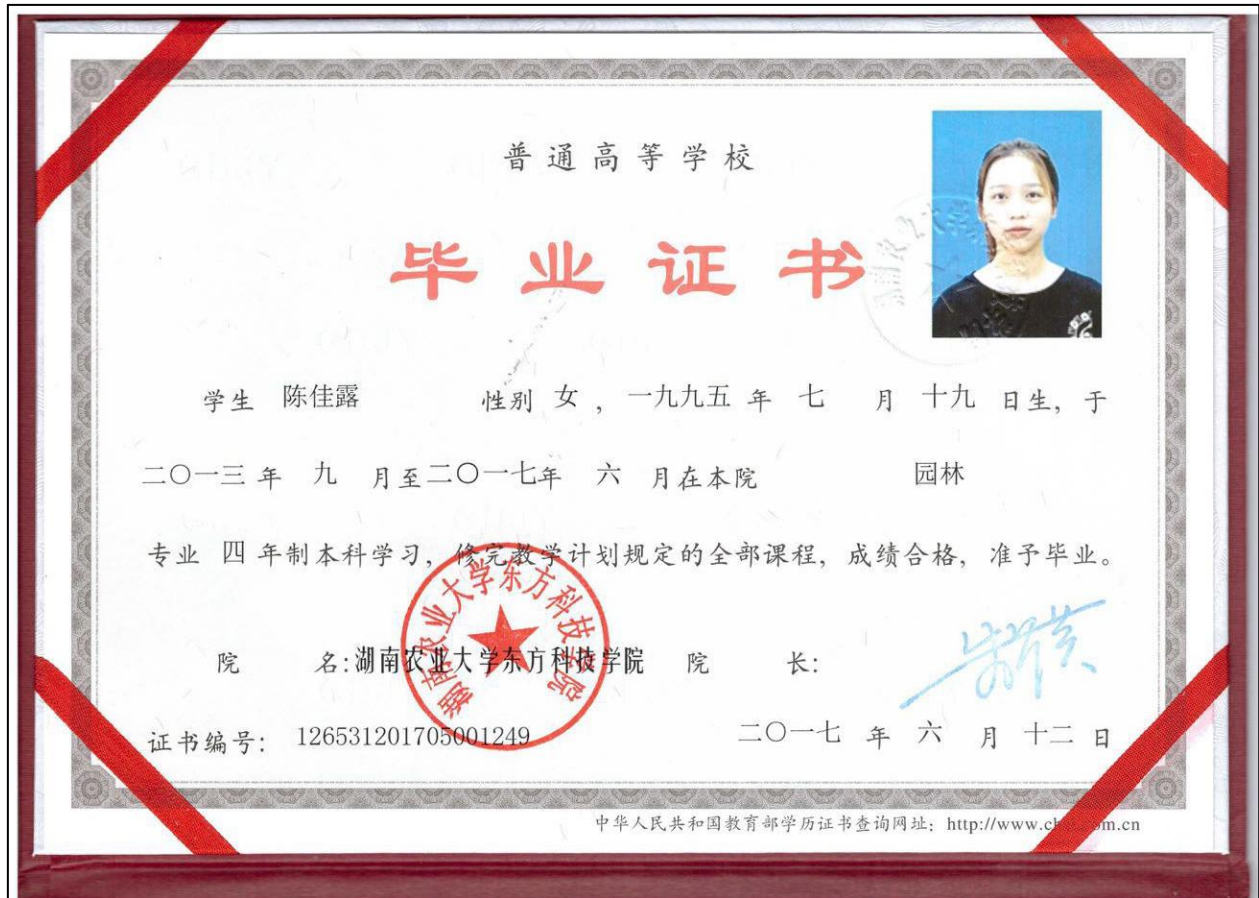 普通高等学校
毕业证书
学生 陈佳露 性别 女，一九九五 年 七 月 十九 日生，于
二〇一三 年 九 月至二〇一七年 六 月在本院 园林
专业 四 年制本科学习，修完教学计划规定的全部课程，成绩合格，准予毕业。
湖南农业大学东方科技学院
院 名:湖南农业大学东方科技学院 院 长:
证书编号: 126531201705001249 二〇一七 年 六 月 十二 日
中华人民共和国教育部学历证书查询网址: http://www.ch
m.cn